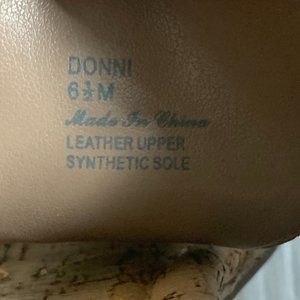 DONNI
6½M
Made In China
LEATHER UPPER
SYNTHETIC SOLE